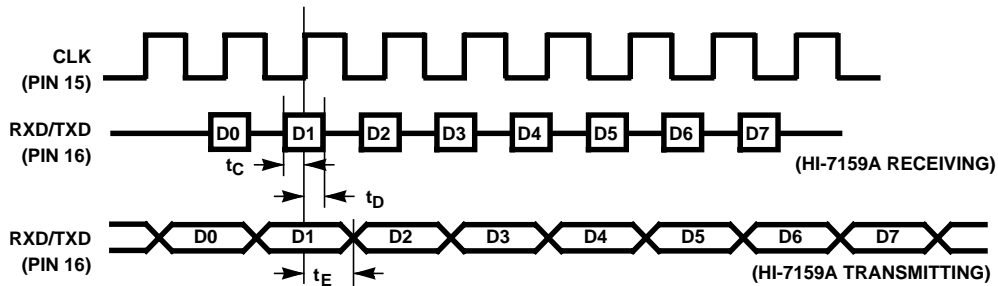 CLK
(PIN 15)
RXD/TXD
(PIN 16)
D0 D1 D2 D3 D4 D5 D6 D7
tC
(HI-7159A RECEIVING)
tD
RXD/TXD
(PIN 16)
D0 D1 D2 D3 D4 D5 D6 D7
tE
(HI-7159A TRANSMITTING)